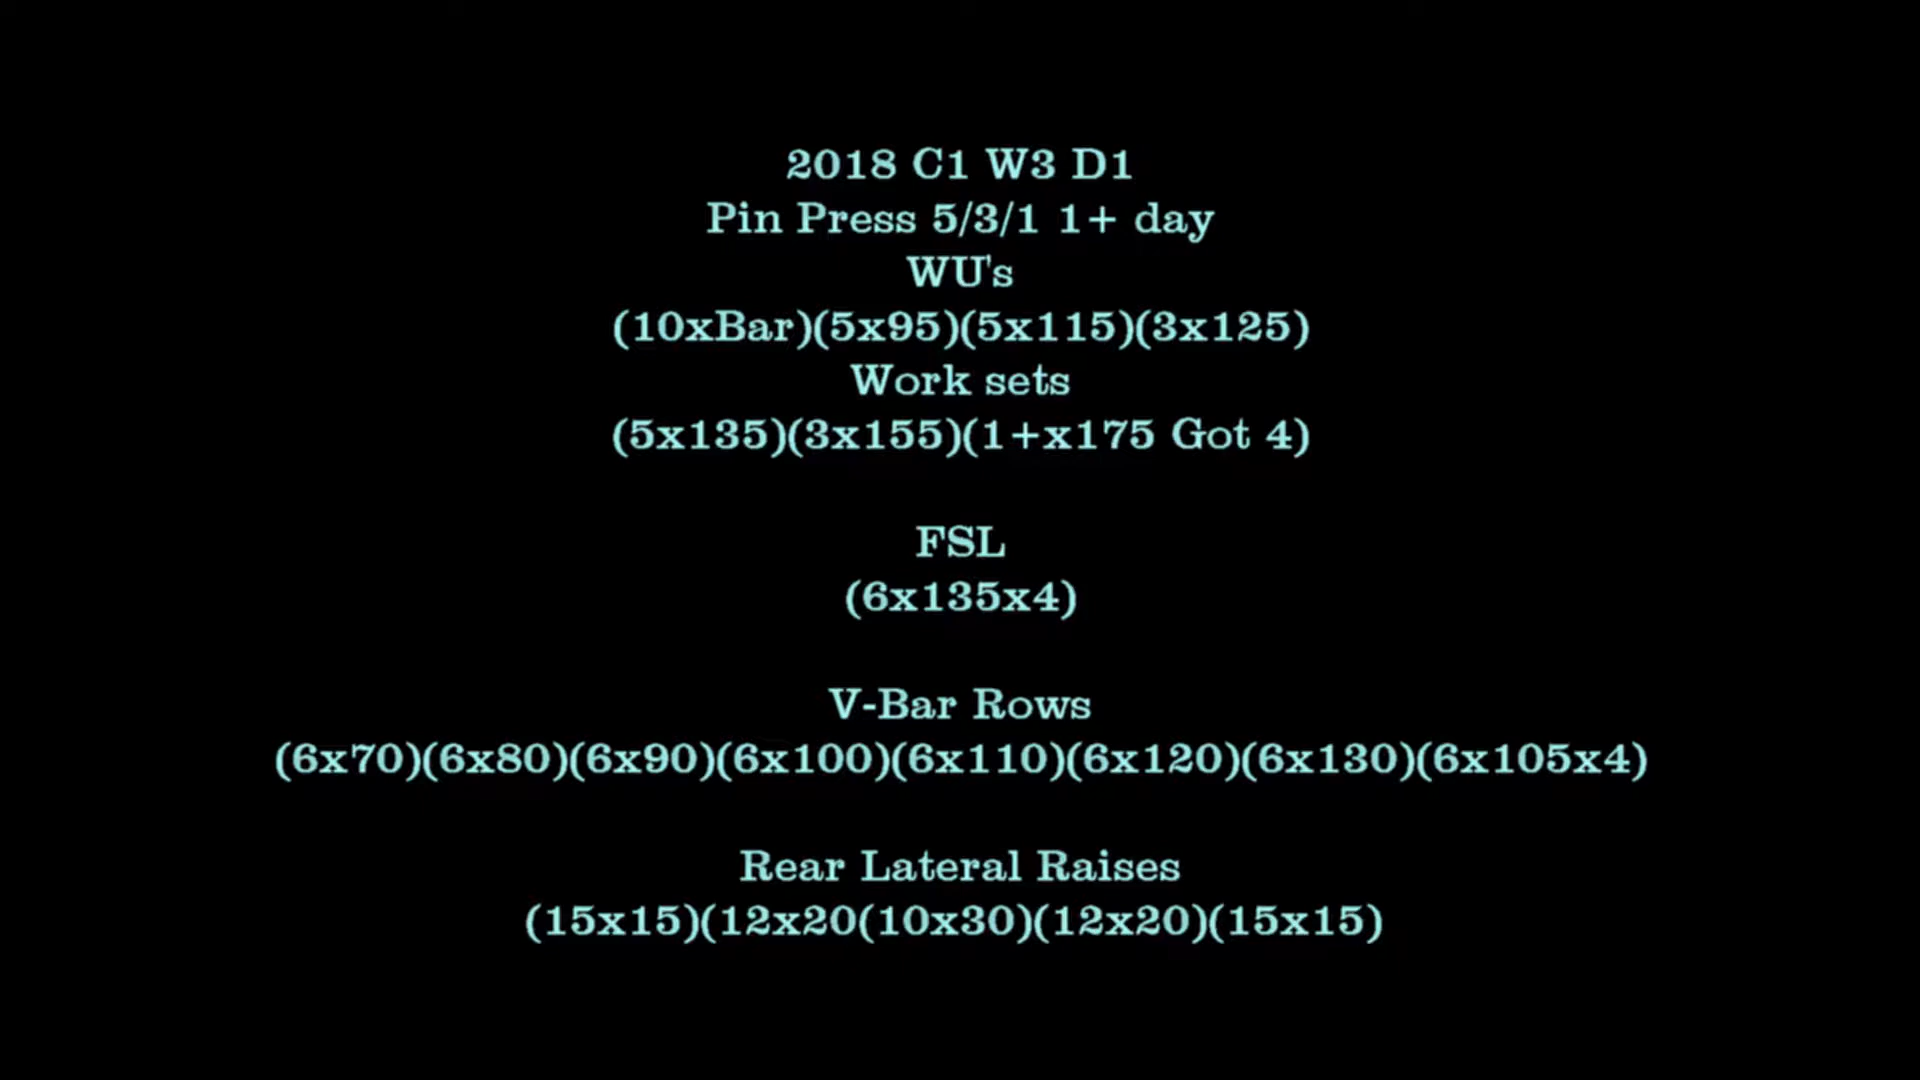 2018 C1 W3 D1
Pin Press 5/3/1 1+ day
WU's
(10xBar)(5x95)(5x115)(3x125)
Work sets
(5x135)(3x155)(1+x175 Got 4)
FSL
(6x135x4)
V-Bar Rows
(6x70)(6x80)(6x90)(6x100)(6x110)(6x120)(6x130)(6x105x4)
Rear Lateral Raises
(15x15)(12x20(10x30)(12x20)(15x15)